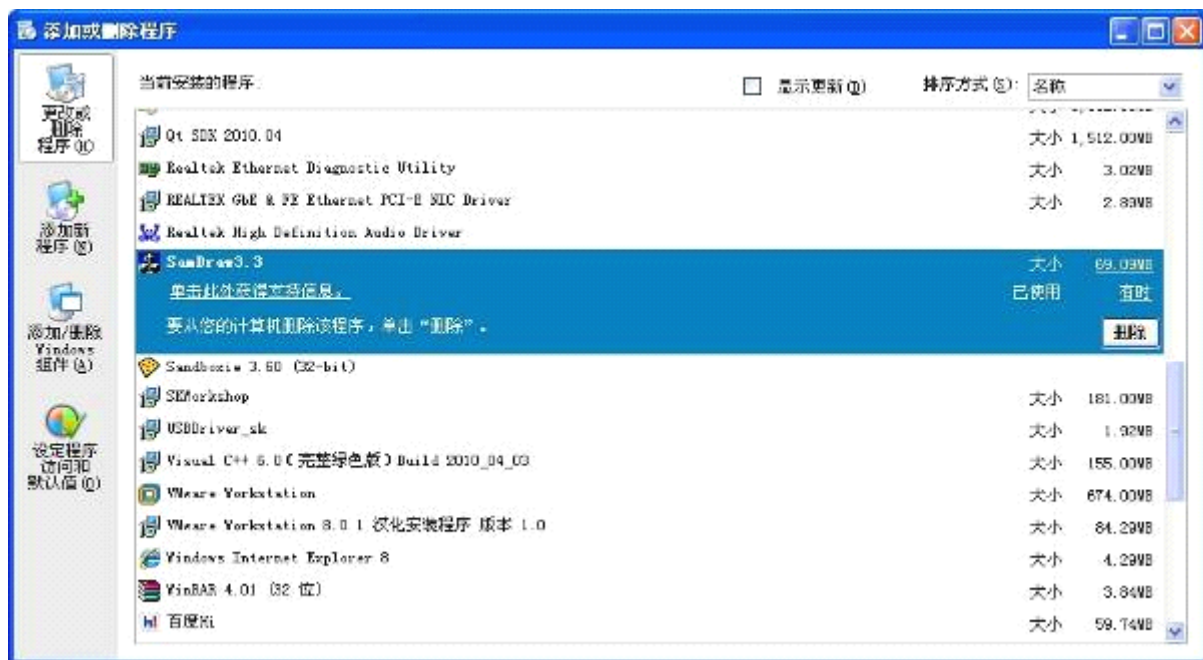 添加或删除程序
更改或
删除
程序(H)
添加新
程序(N)
添加/删除
Windows
组件(A)
设定程序
访问和
默认值(O)
当前安装的程序:
显示更新(D)
排序方式(S): 名称
Qt SDK 2010.04 大小 1,512.00MB
Realtek Ethernet Diagnostic Utility 大小 3.02MB
REALTEK GbE & FE Ethernet PCI-E NIC Driver 大小 2.89MB
Realtek High Definition Audio Driver
SamDraw3.3 大小 69.09MB
单击此处获得支持信息。 已使用 有时
要从您的计算机删除该程序，单击“删除”。 删除
Sandboxie 3.60 (32-bit)
SKWorkshop 大小 181.00MB
USBDriver_sk 大小 1.92MB
Visual C++ 6.0(完整绿色版)Build 2010_04_03 大小 155.00MB
VMware Workstation 大小 674.00MB
VMware Workstation 8.0.1 汉化安装程序 版本 1.0 大小 84.29MB
Windows Internet Explorer 8 大小 4.29MB
WinRAR 4.01 (32 位) 大小 3.84MB
百度Hi 大小 59.74MB